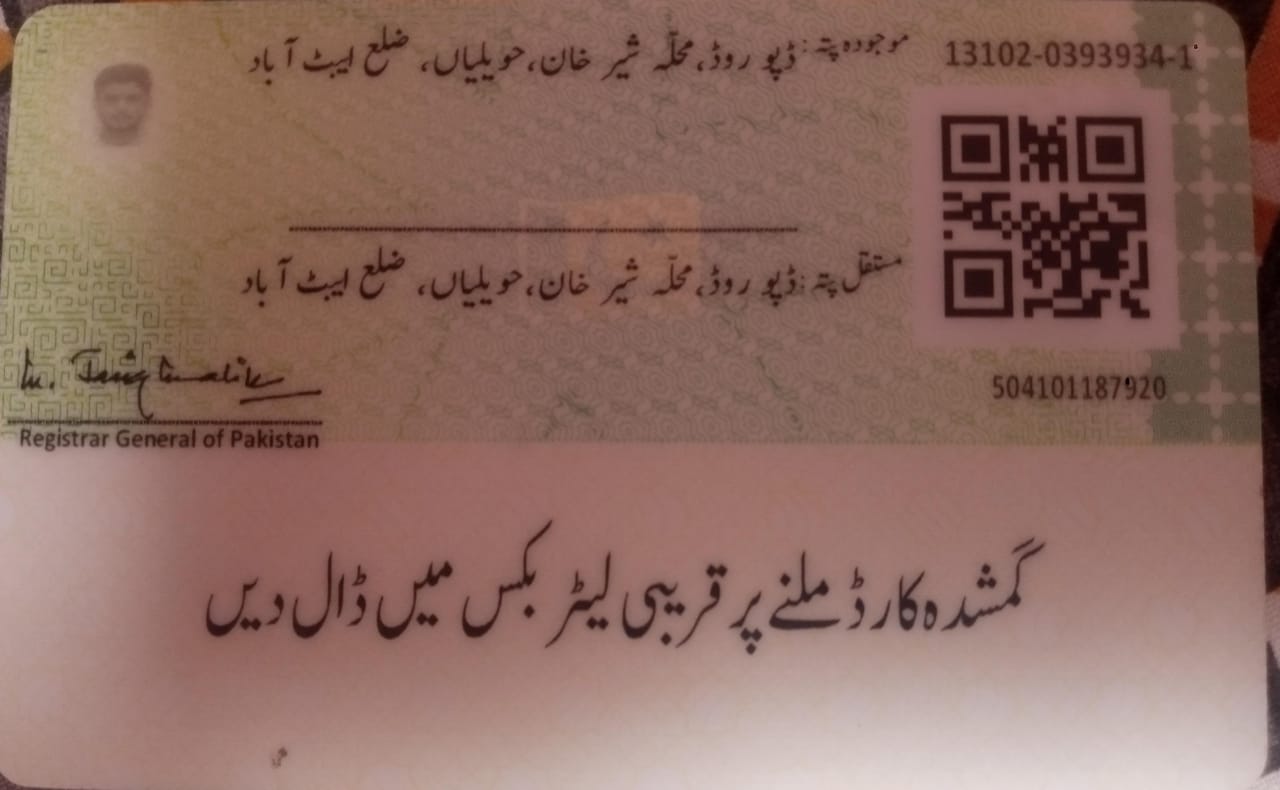 موجودہ پتہ: ڈپو روڈ، محلّہ شیر خان، حویلیاں، ضلع ایبٹ آباد
13102-0393934-1
مستقل پتہ: ڈپو روڈ، محلّہ شیر خان، حویلیاں، ضلع ایبٹ آباد
504101187920
Registrar General of Pakistan
گمشدہ کارڈ ملنے پر قریبی لیٹر بکس میں ڈال دیں